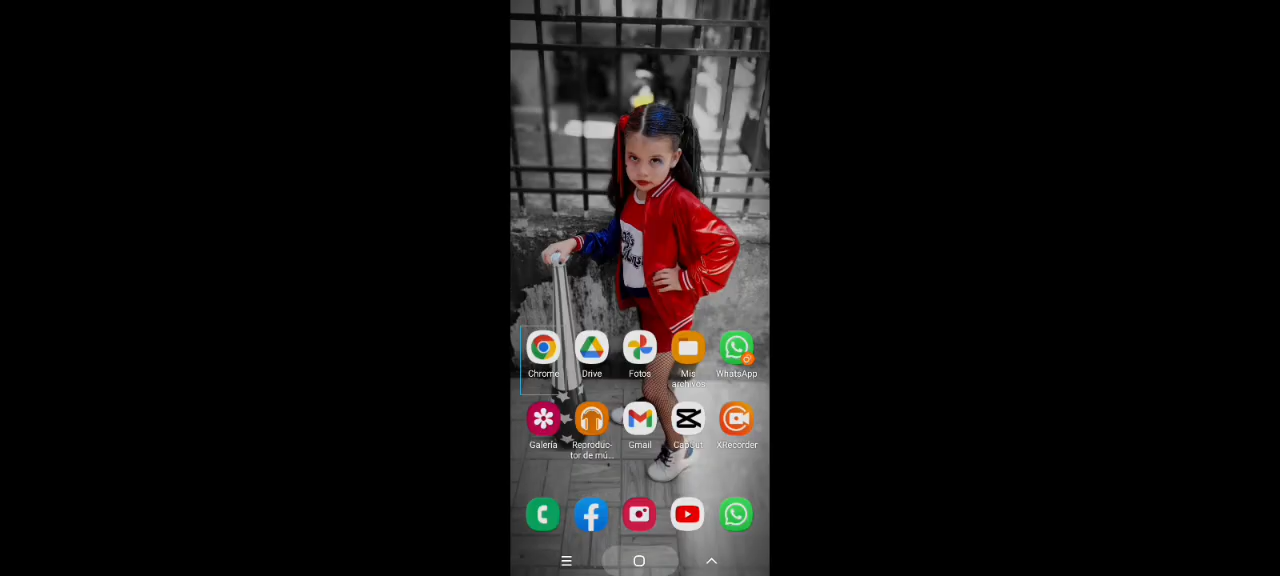 Chrome
Drive
Fotos
Mis
archivos
WhatsApp
Galería
Reproduc-
tor de mú...
Gmail
CapCut
XRecorder